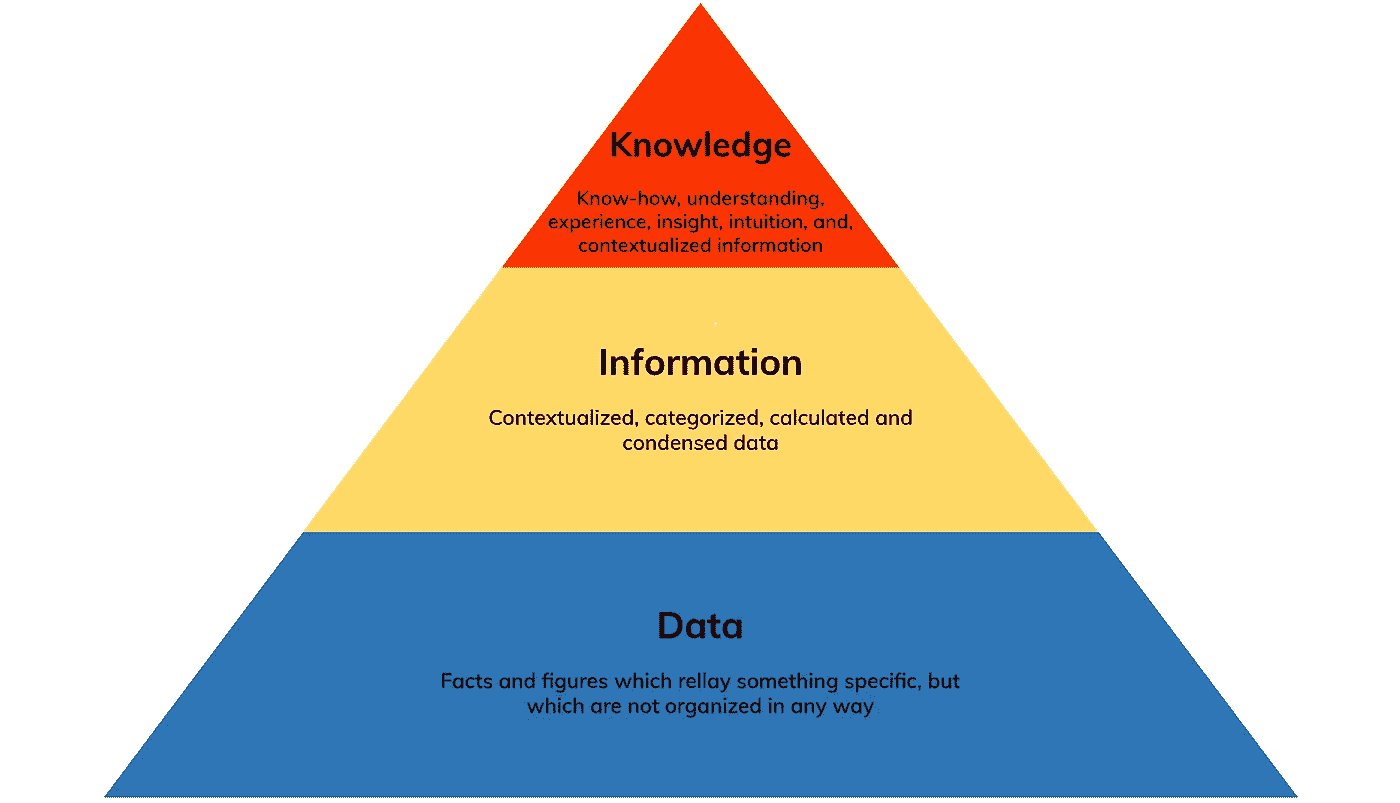 Knowledge
Know-how, understanding,
experience, insight, intuition, and,
contextualized information
Information
Contextualized, categorized, calculated and
condensed data
Data
Facts and figures which rellay something specific, but
which are not organized in any way